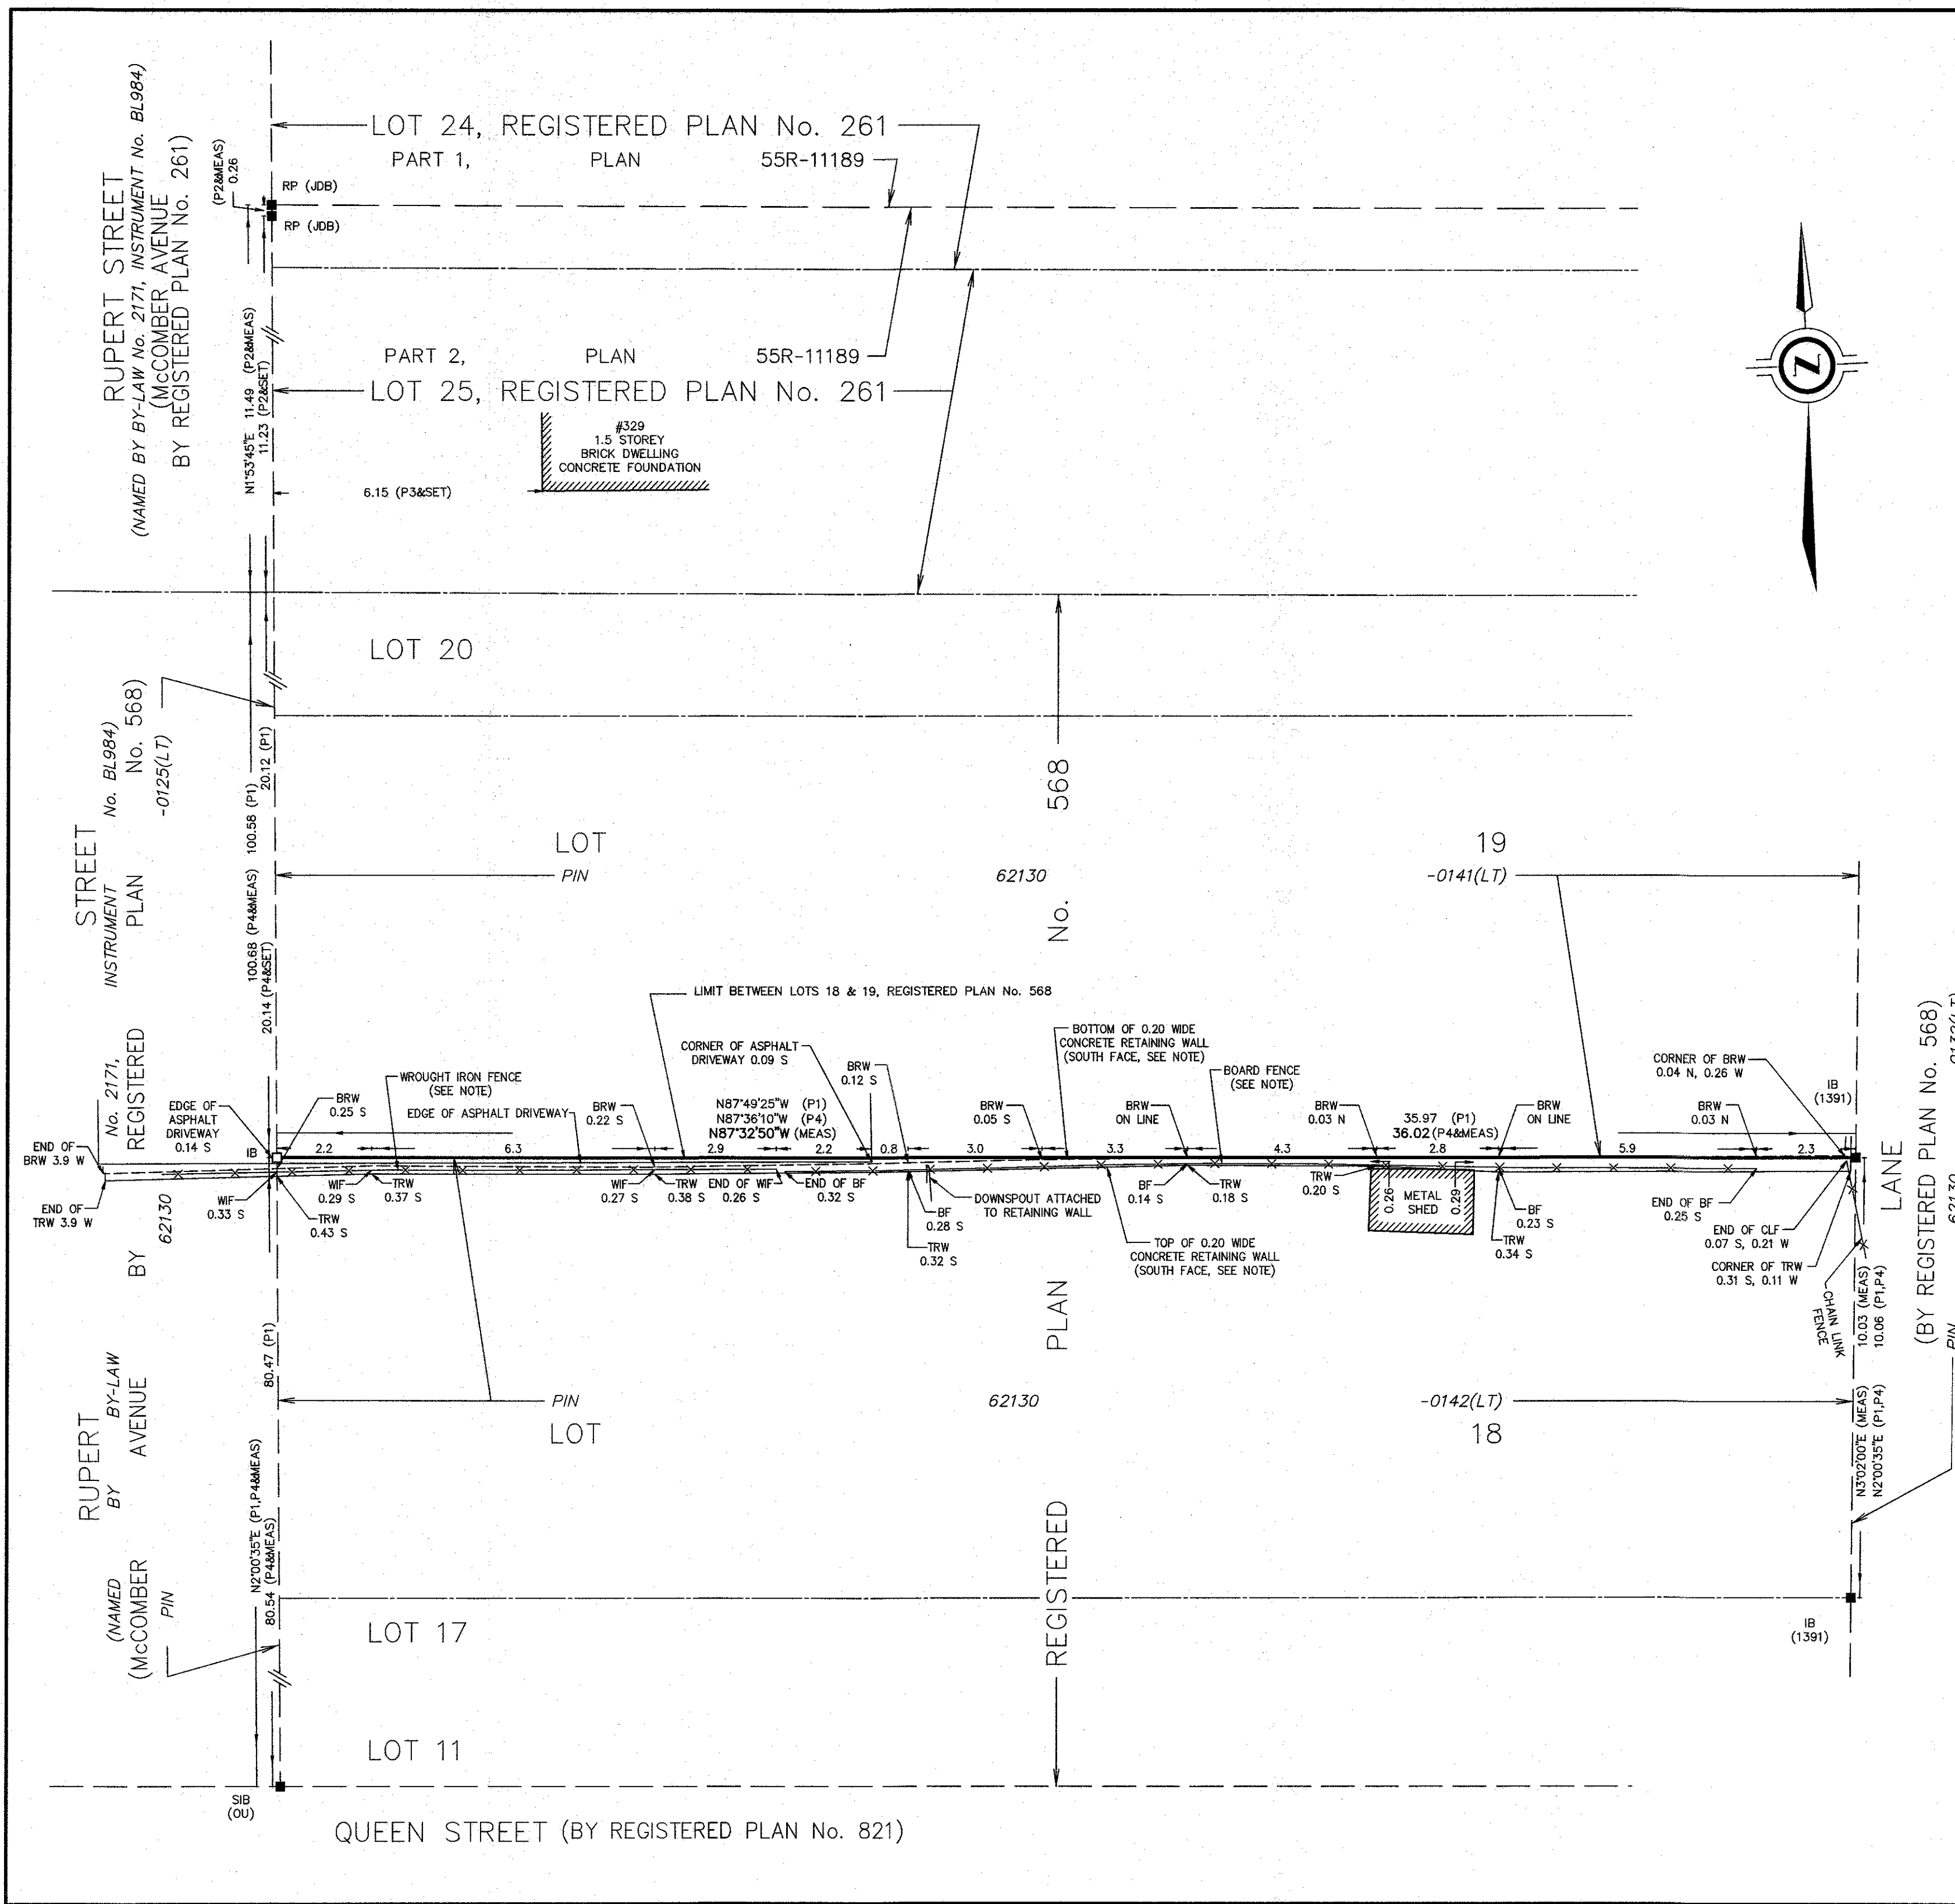 RUPERT STREET
(NAMED BY BY-LAW No. 2171, INSTRUMENT No. BL984)
(McCOMBER AVENUE
BY REGISTERED PLAN No. 261)
(P2&MEAS)
0.26
RP (JDB)
RP (JDB)
LOT 24, REGISTERED PLAN No. 261
PART 1, PLAN 55R-11189
N1°53'45"E 11.49 (P2&MEAS)
11.23 (P2&SET)
PART 2, PLAN 55R-11189
LOT 25, REGISTERED PLAN No. 261
#329
1.5 STOREY
BRICK DWELLING
CONCRETE FOUNDATION
6.15 (P3&SET)
N
LOT 20
RUPERT STREET
(NAMED BY BY-LAW No. 2171, INSTRUMENT No. BL984)
(McCOMBER AVENUE BY REGISTERED PLAN No. 568)
PIN 62130 -0125(LT)
100.68 (P4&MEAS) 100.58 (P1)
20.14 (P4&SET) 20.12 (P1)
LOT 19
PIN 62130 -0141(LT)
REGISTERED PLAN No. 568
LIMIT BETWEEN LOTS 18 & 19, REGISTERED PLAN No. 568
EDGE OF
ASPHALT
DRIVEWAY
0.14 S
IB
BRW
0.25 S
WROUGHT IRON FENCE
(SEE NOTE)
EDGE OF ASPHALT DRIVEWAY
BRW
0.22 S
CORNER OF ASPHALT
DRIVEWAY 0.09 S
N87°49'25"W (P1)
N87°36'10"W (P4)
N87°32'50"W (MEAS)
BRW
0.12 S
BOTTOM OF 0.20 WIDE
CONCRETE RETAINING WALL
(SOUTH FACE, SEE NOTE)
BRW
0.05 S
BRW
ON LINE
BOARD FENCE
(SEE NOTE)
BRW
0.03 N
35.97 (P1)
36.02 (P4&MEAS)
BRW
ON LINE
BRW
0.03 N
CORNER OF BRW
0.04 N, 0.26 W
IB
(1391)
2.2 6.3 2.9 2.2 0.8 3.0 3.3 4.3 2.8 5.9 2.3
END OF
BRW 3.9 W
END OF
TRW 3.9 W
WIF
0.33 S
TRW
0.43 S
WIF
0.29 S
TRW
0.37 S
WIF
0.27 S
TRW
0.38 S
END OF WIF
0.26 S
END OF BF
0.32 S
BF
0.28 S
TRW
0.32 S
DOWNSPOUT ATTACHED
TO RETAINING WALL
TOP OF 0.20 WIDE
CONCRETE RETAINING WALL
(SOUTH FACE, SEE NOTE)
BF
0.14 S
TRW
0.18 S
TRW
0.20 S
0.26
METAL
SHED
0.29
BF
0.23 S
TRW
0.34 S
END OF BF
0.25 S
END OF CLF
0.07 S, 0.21 W
CORNER OF TRW
0.31 S, 0.11 W
CHAIN LINK
FENCE
10.03 (MEAS)
10.06 (P1,P4)
N3°02'00"E (MEAS)
N2°00'35"E (P1,P4)
LANE
(BY REGISTERED PLAN No. 568)
PIN 62130
80.47 (P1)
N2°00'35"E (P1,P4&MEAS)
80.54 (P4&MEAS)
PIN 62130 -0142(LT)
LOT 18
LOT 17
IB
(1391)
LOT 11
SIB
(OU)
QUEEN STREET (BY REGISTERED PLAN No. 821)